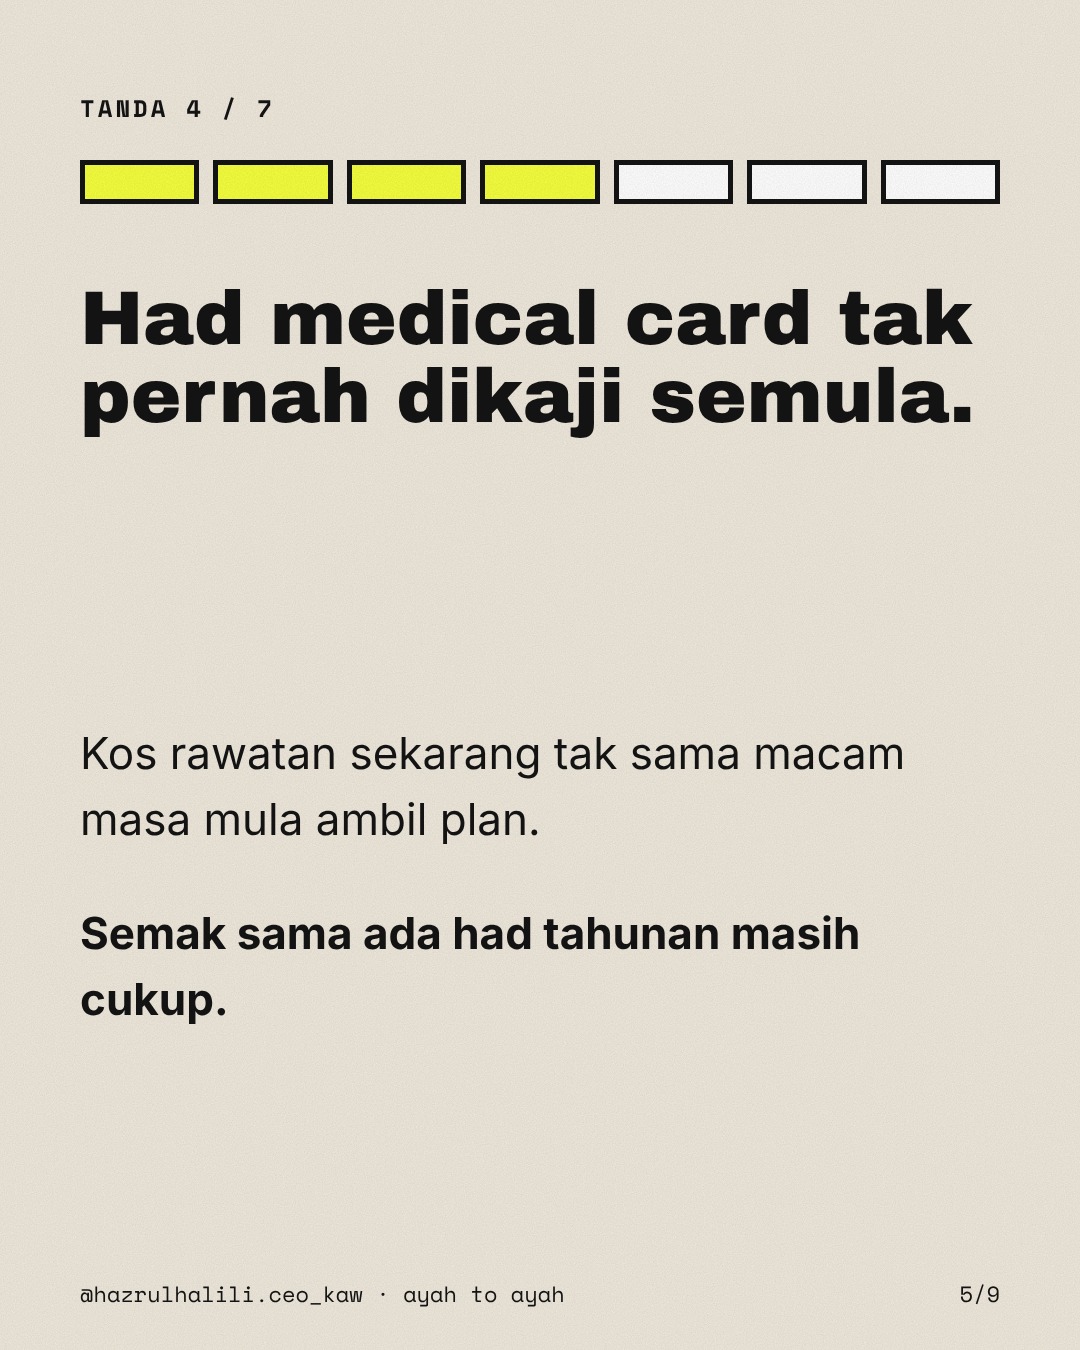 TANDA 4 / 7
Had medical card tak
pernah dikaji semula.
Kos rawatan sekarang tak sama macam
masa mula ambil plan.
Semak sama ada had tahunan masih
cukup.
@hazrulhalili.ceo_kaw · ayah to ayah
5/9